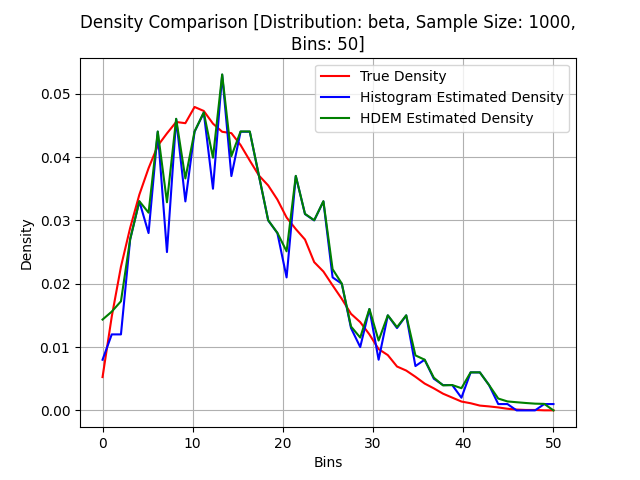 Density Comparison [Distribution: beta, Sample Size: 1000,
Bins: 50]
True Density
Histogram Estimated Density
HDEM Estimated Density
Density
0.05
0.04
0.03
0.02
0.01
0.00
0 10 20 30 40 50
Bins